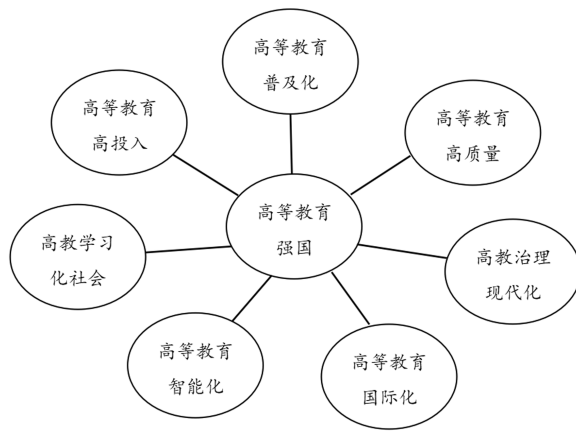 高等教育
普及化
高等教育
高投入
高等教育
高质量
高等教育
强国
高教学习
化社会
高教治理
现代化
高等教育
智能化
高等教育
国际化